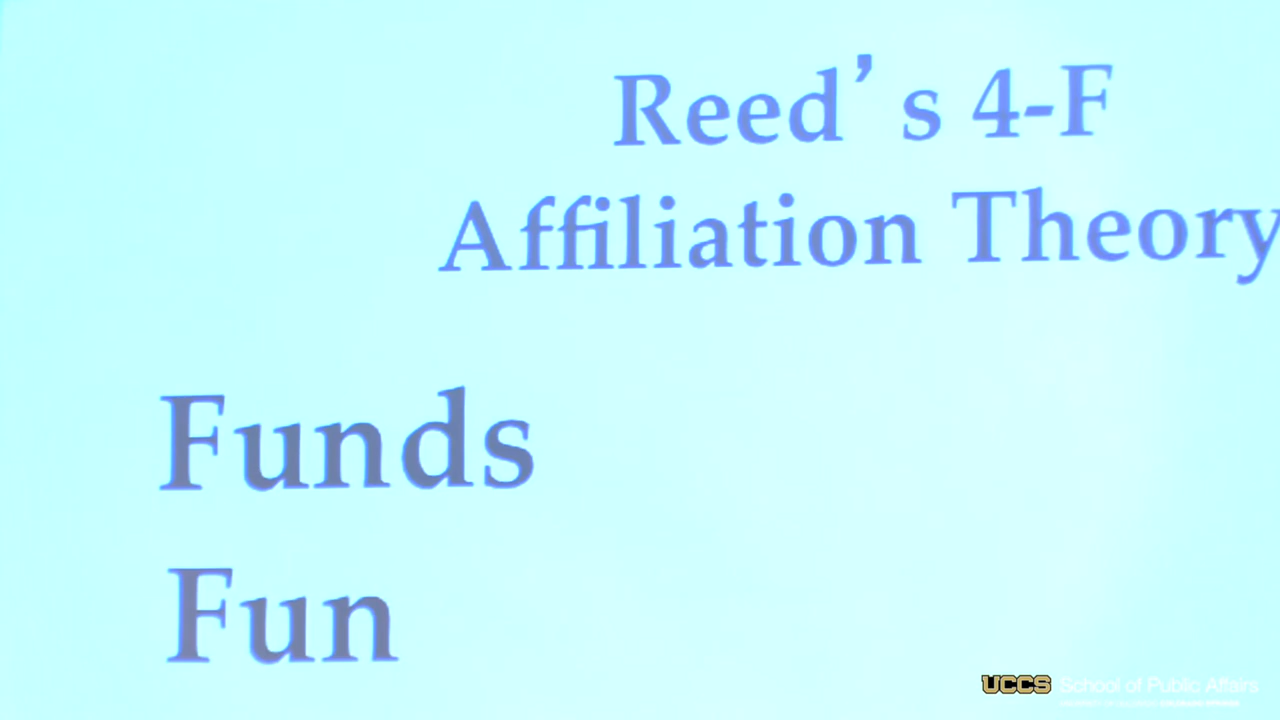 Reed’s 4-F
Affiliation Theory
Funds
Fun
UCCS School of Public Affairs